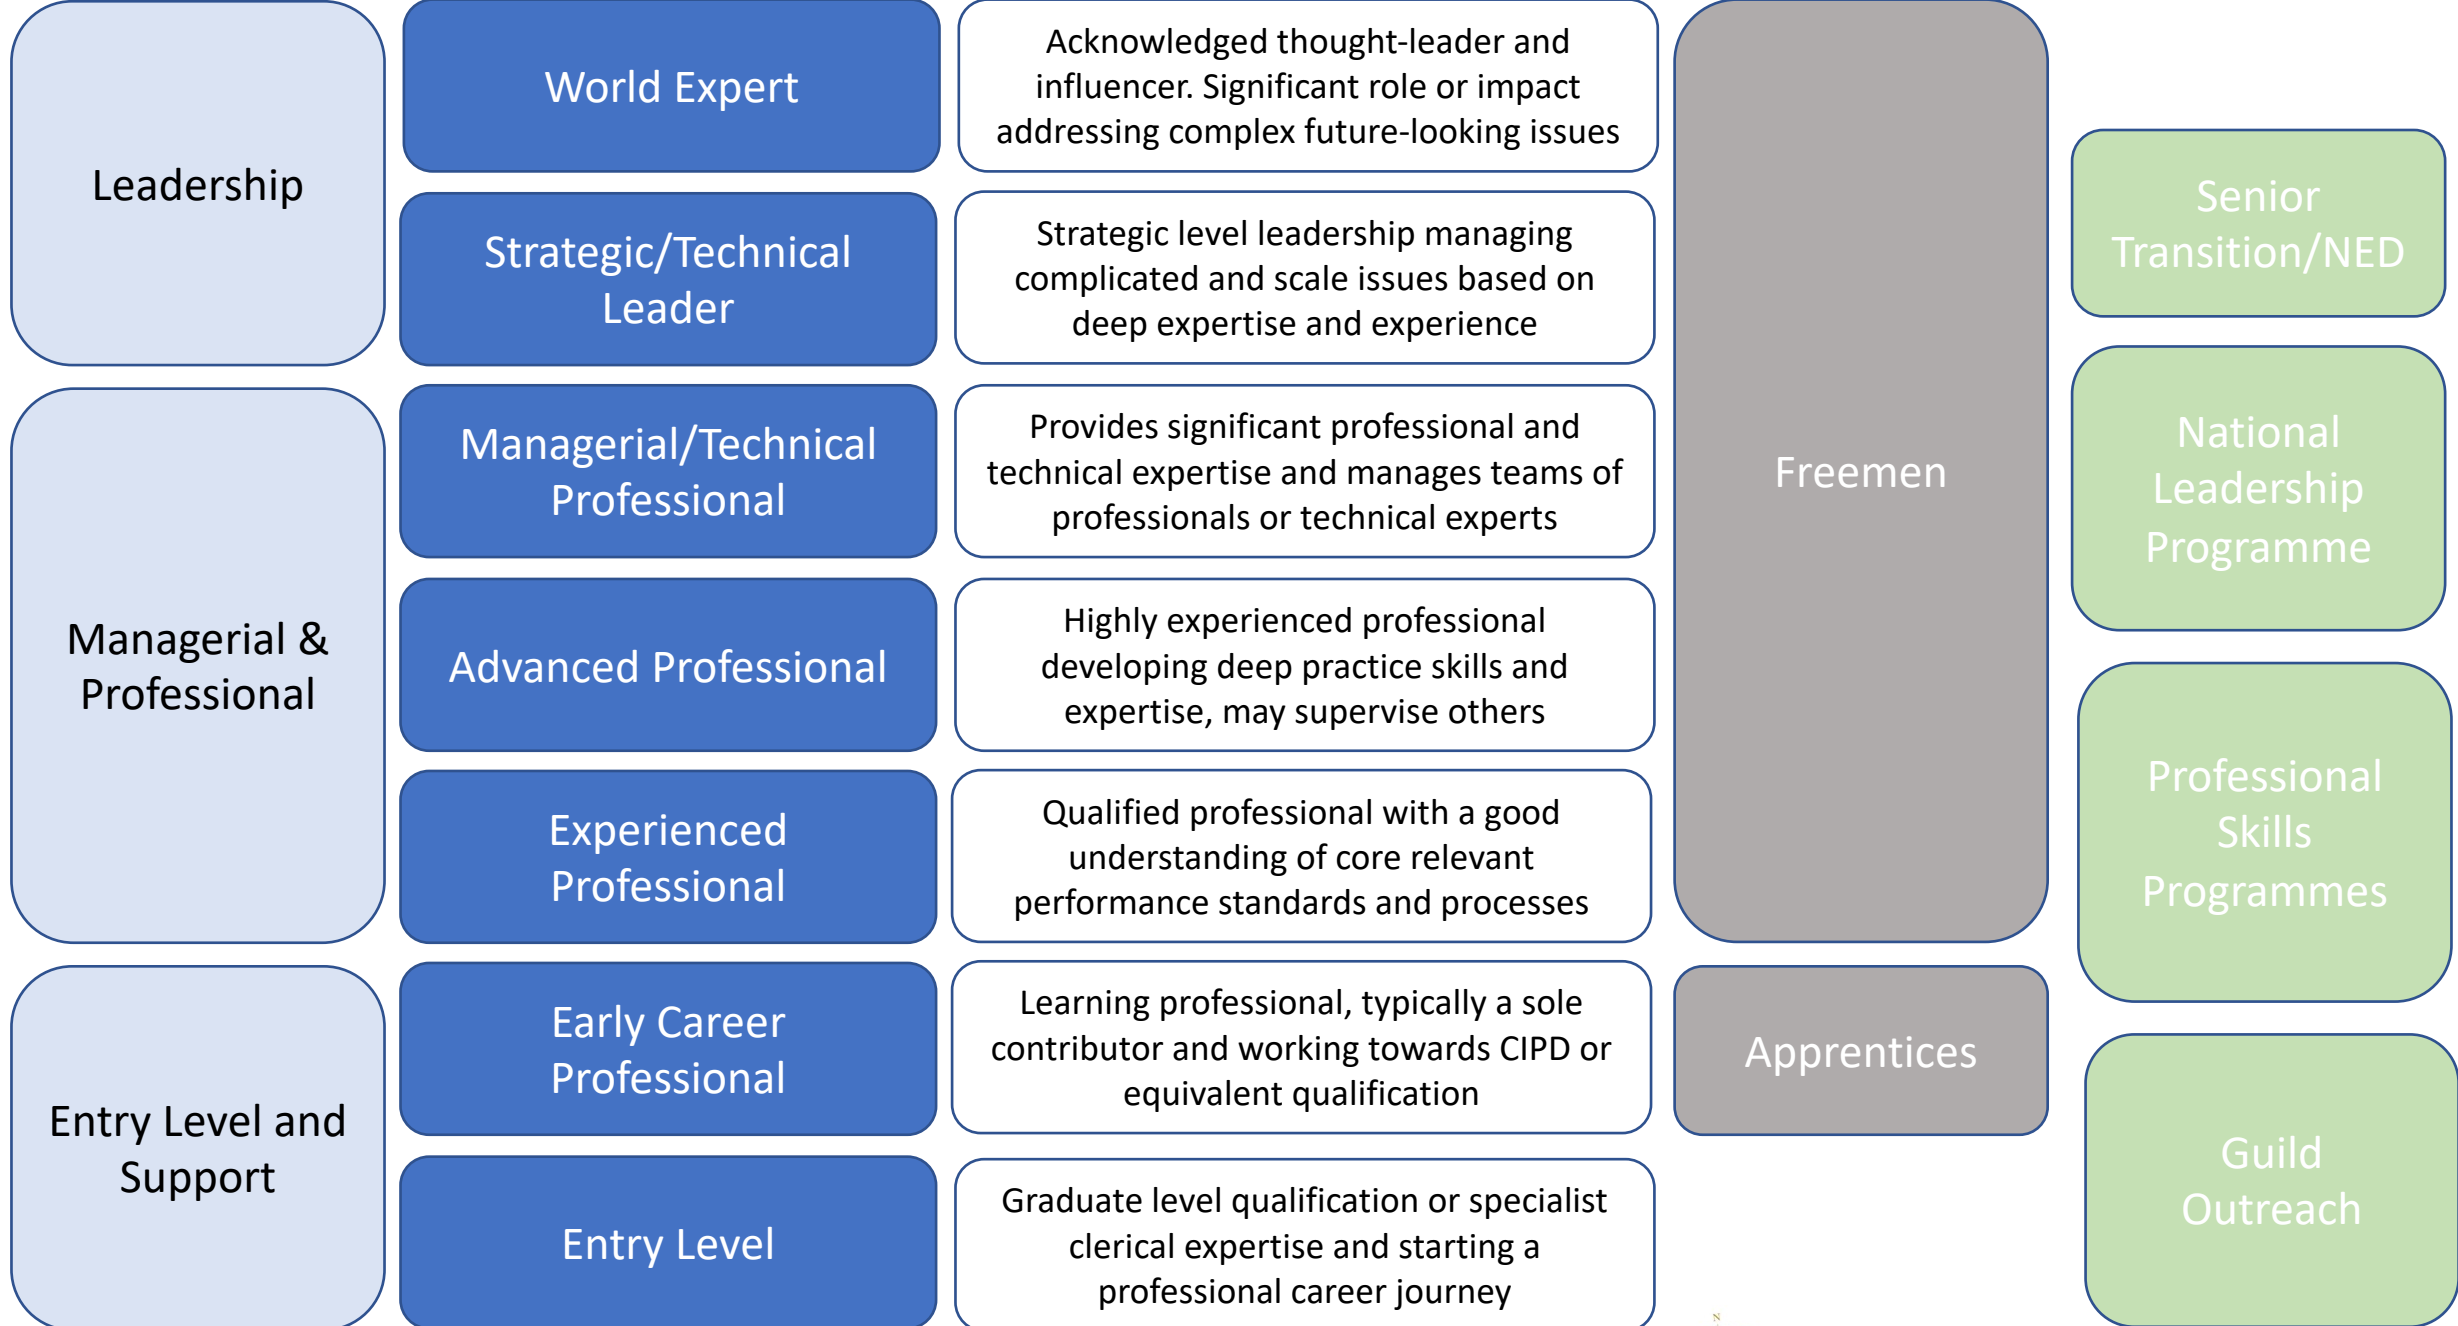 Leadership
World Expert
Acknowledged thought-leader and
influencer. Significant role or impact
addressing complex future-looking issues
Strategic/Technical
Leader
Strategic level leadership managing
complicated and scale issues based on
deep expertise and experience
Managerial &
Professional
Managerial/Technical
Professional
Provides significant professional and
technical expertise and manages teams of
professionals or technical experts
Advanced Professional
Highly experienced professional
developing deep practice skills and
expertise, may supervise others
Experienced
Professional
Qualified professional with a good
understanding of core relevant
performance standards and processes
Entry Level and
Support
Early Career
Professional
Learning professional, typically a sole
contributor and working towards CIPD or
equivalent qualification
Entry Level
Graduate level qualification or specialist
clerical expertise and starting a
professional career journey
Freemen
Apprentices
Senior
Transition/NED
National
Leadership
Programme
Professional
Skills
Programmes
Guild
Outreach
N